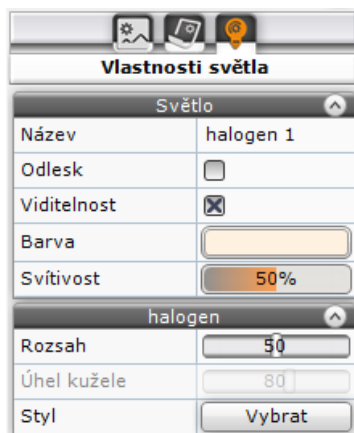 Vlastnosti světla
Světlo
Název halogen 1
Odlesk
Viditelnost
Barva
Svítivost 50%
halogen
Rozsah 50
Úhel kužele 80
Styl Vybrat